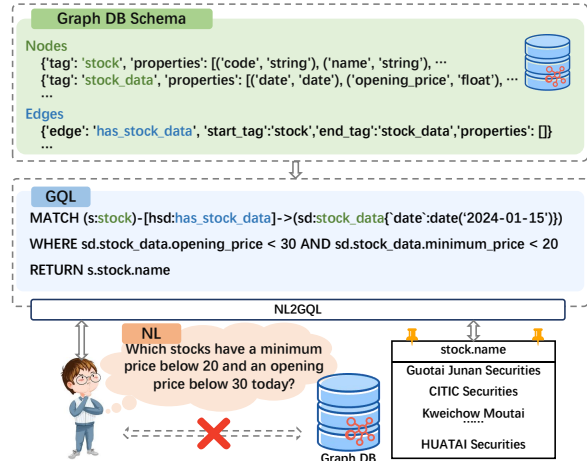 Graph DB Schema
Nodes
{'tag': 'stock', 'properties': [('code', 'string'), ('name', 'string'), ···
{'tag': 'stock_data', 'properties': [('date', 'date'), ('opening_price', 'float'), ···
···
Edges
{'edge': 'has_stock_data', 'start_tag':'stock','end_tag':'stock_data','properties': []}
···
GQL
MATCH (s:stock)-[hsd:has_stock_data]->(sd:stock_data{`date`:date(‘2024-01-15’)})
WHERE sd.stock_data.opening_price < 30 AND sd.stock_data.minimum_price < 20
RETURN s.stock.name
NL2GQL
NL
Which stocks have a minimum
price below 20 and an opening
price below 30 today?
Graph DB
stock.name
Guotai Junan Securities
CITIC Securities
Kweichow Moutai
······
HUATAI Securities